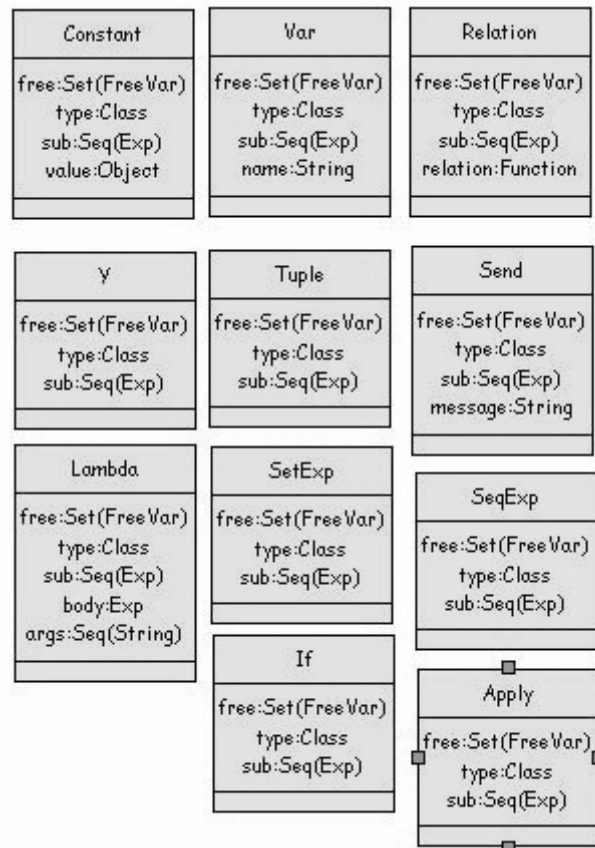 Constant
free:Set(FreeVar)
type:Class
sub:Seq(Exp)
value:Object
Var
free:Set(FreeVar)
type:Class
sub:Seq(Exp)
name:String
Relation
free:Set(FreeVar)
type:Class
sub:Seq(Exp)
relation:Function
Y
free:Set(FreeVar)
type:Class
sub:Seq(Exp)
Tuple
free:Set(FreeVar)
type:Class
sub:Seq(Exp)
Send
free:Set(FreeVar)
type:Class
sub:Seq(Exp)
message:String
Lambda
free:Set(FreeVar)
type:Class
sub:Seq(Exp)
body:Exp
args:Seq(String)
SetExp
free:Set(FreeVar)
type:Class
sub:Seq(Exp)
SeqExp
free:Set(FreeVar)
type:Class
sub:Seq(Exp)
If
free:Set(FreeVar)
type:Class
sub:Seq(Exp)
Apply
free:Set(FreeVar)
type:Class
sub:Seq(Exp)